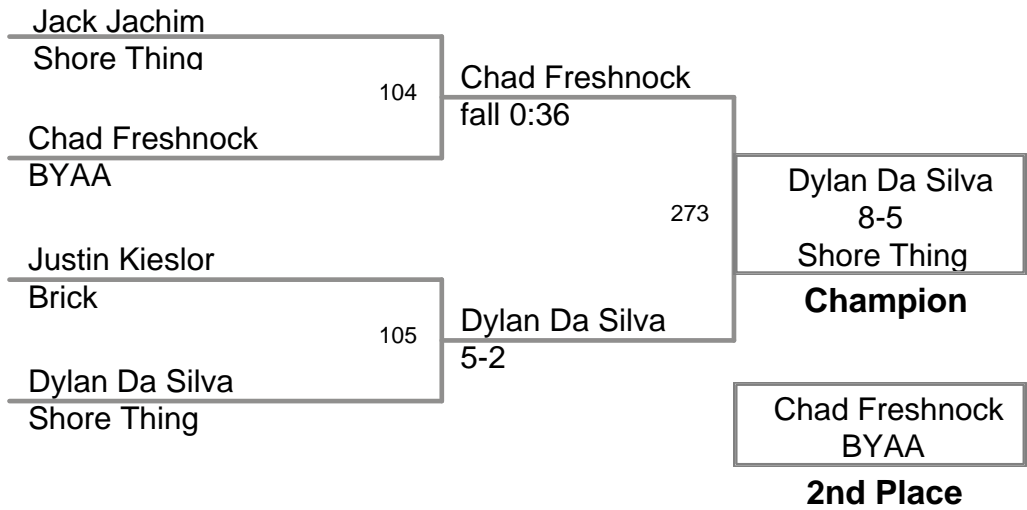 Jack Jachim
Shore Thing
104
Chad Freshnock
fall 0:36
Chad Freshnock
BYAA
273
Dylan Da Silva
8-5
Shore Thing
Champion
Justin Kieslor
Brick
105
Dylan Da Silva
5-2
Dylan Da Silva
Shore Thing
Chad Freshnock
BYAA
2nd Place